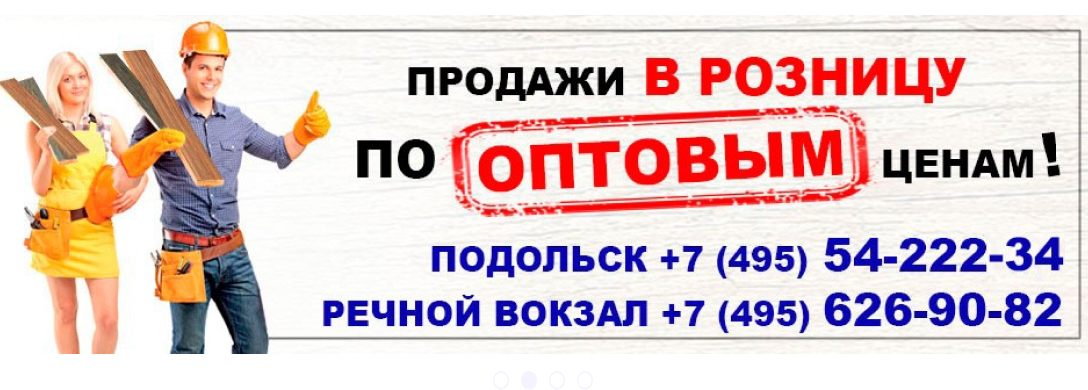 ПРОДАЖИ В РОЗНИЦУ
ПО ОПТОВЫМ ЦЕНАМ!
ПОДОЛЬСК +7 (495) 54-222-34
РЕЧНОЙ ВОКЗАЛ +7 (495) 626-90-82